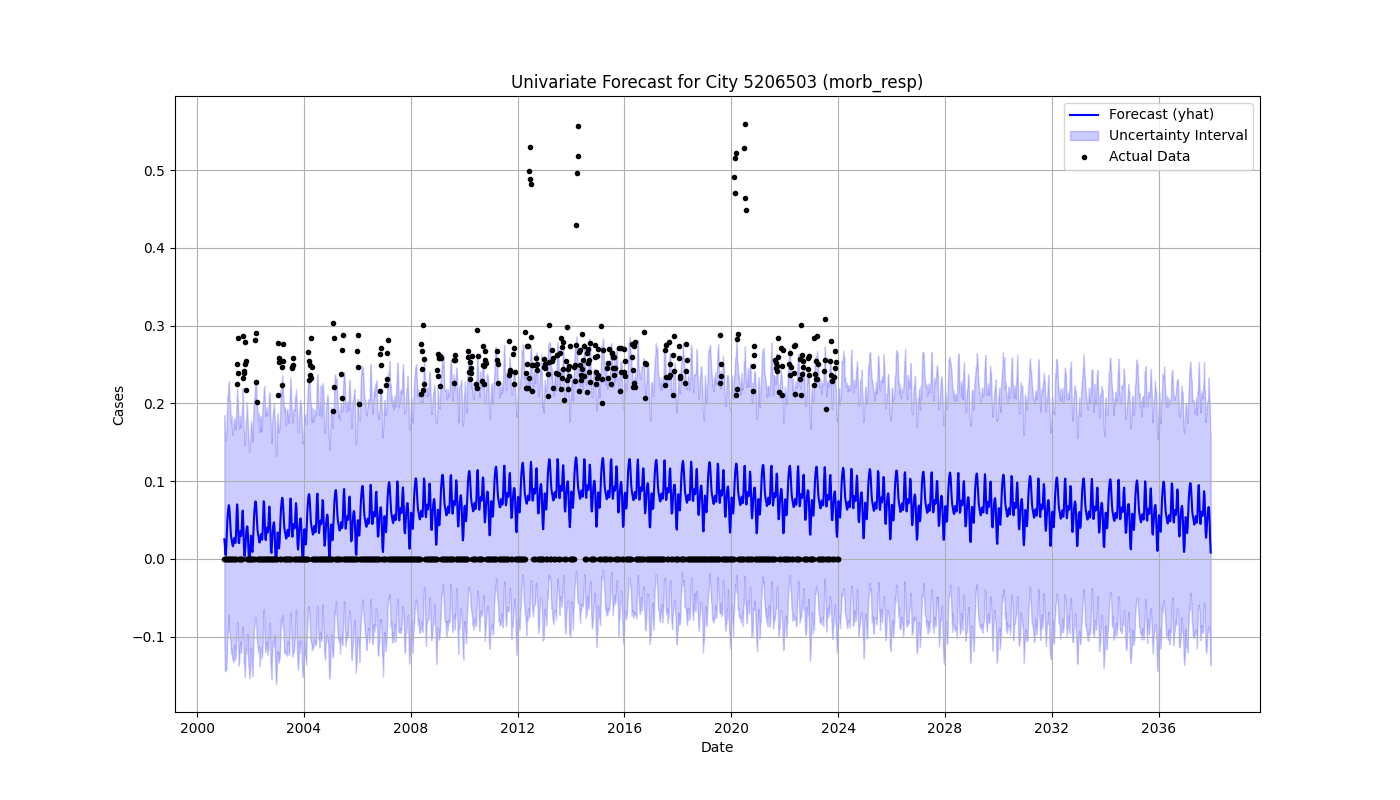 Univariate Forecast for City 5206503 (morb_resp)
Forecast (yhat)
Uncertainty Interval
Actual Data
Cases
0.5
0.4
0.3
0.2
0.1
0.0
−0.1
2000 2004 2008 2012 2016 2020 2024 2028 2032 2036
Date